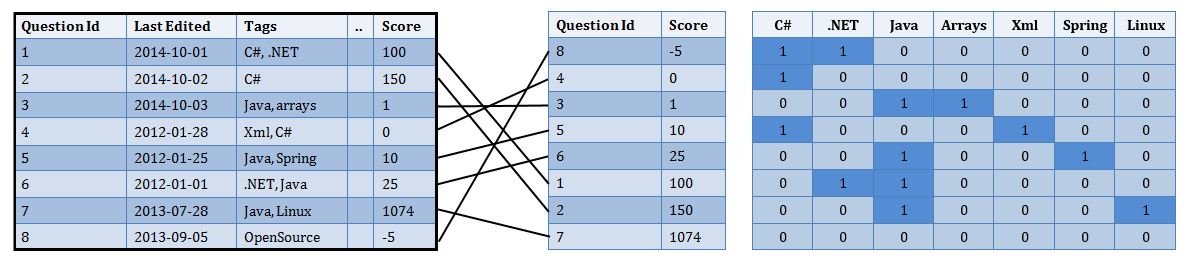 Question Id Last Edited Tags .. Score
1 2014-10-01 C#, .NET 100
2 2014-10-02 C# 150
3 2014-10-03 Java, arrays 1
4 2012-01-28 Xml, C# 0
5 2012-01-25 Java, Spring 10
6 2012-01-01 .NET, Java 25
7 2013-07-28 Java, Linux 1074
8 2013-09-05 OpenSource -5
Question Id Score
8 -5
4 0
3 1
5 10
6 25
1 100
2 150
7 1074
C# .NET Java Arrays Xml Spring Linux
1 1 0 0 0 0 0
1 0 0 0 0 0 0
0 0 1 1 0 0 0
1 0 0 0 1 0 0
0 0 1 0 0 1 0
0 1 1 0 0 0 0
0 0 1 0 0 0 1
0 0 0 0 0 0 0